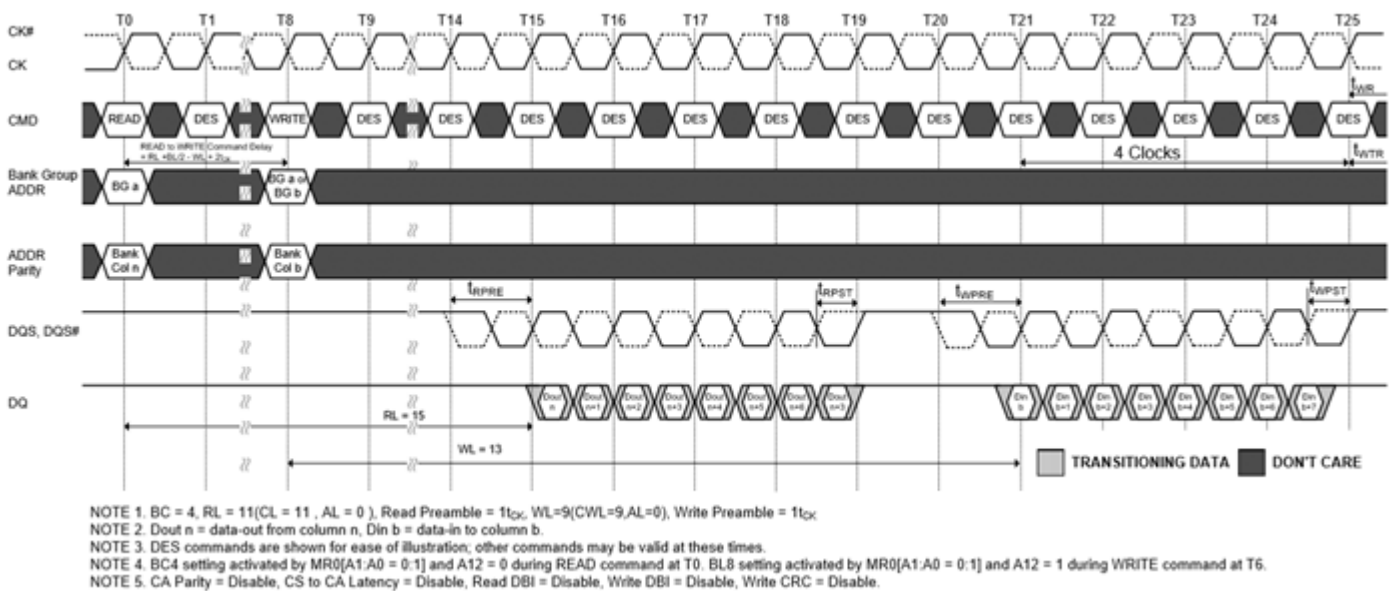 T0 T1 T8 T9 T14 T15 T16 T17 T18 T19 T20 T21 T22 T23 T24 T25
CK#
CK
tWR
CMD READ DES WRITE DES DES DES DES DES DES DES DES DES DES DES DES DES
READ to WRITE Command Delay
= RL +BL/2 - WL + 2tCK
4 Clocks
tWTR
Bank Group
ADDR
BG a
BG a or
BG b
ADDR
Parity
Bank
Col n
Bank
Col b
tRPRE tRPST tWPRE tWPST
DQS, DQS#
DQ
Dout
n
Dout
n+1
Dout
n+2
Dout
n+3
Dout
n+4
Dout
n+5
Dout
n+6
Dout
n+3
Din
b
Din
b+1
Din
b+2
Din
b+3
Din
b+4
Din
b+5
Din
b+6
Din
b+7
RL = 15
WL = 13
TRANSITIONING DATA DON'T CARE
NOTE 1. BC = 4, RL = 11(CL = 11 , AL = 0 ), Read Preamble = 1tCK, WL=9(CWL=9,AL=0), Write Preamble = 1tCK
NOTE 2. Dout n = data-out from column n, Din b = data-in to column b.
NOTE 3. DES commands are shown for ease of illustration; other commands may be valid at these times.
NOTE 4. BC4 setting activated by MR0[A1:A0 = 0:1] and A12 = 0 during READ command at T0. BL8 setting activated by MR0[A1:A0 = 0:1] and A12 = 1 during WRITE command at T6.
NOTE 5. CA Parity = Disable, CS to CA Latency = Disable, Read DBI = Disable, Write DBI = Disable, Write CRC = Disable.